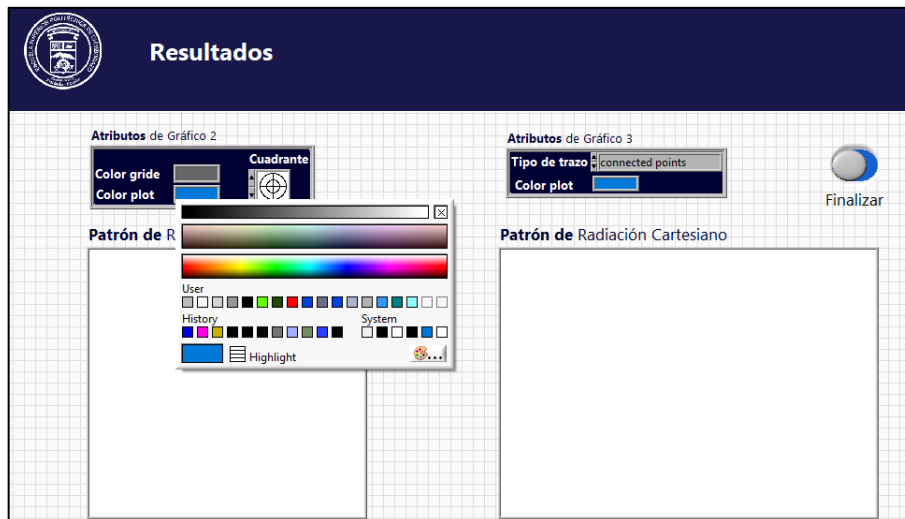 Resultados
Atributos de Gráfico 2
Color gride
Cuadrante
Color plot
Patrón de R
User
History
System
Highlight
...
Atributos de Gráfico 3
Tipo de trazo connected points
Color plot
Finalizar
Patrón de Radiación Cartesiano